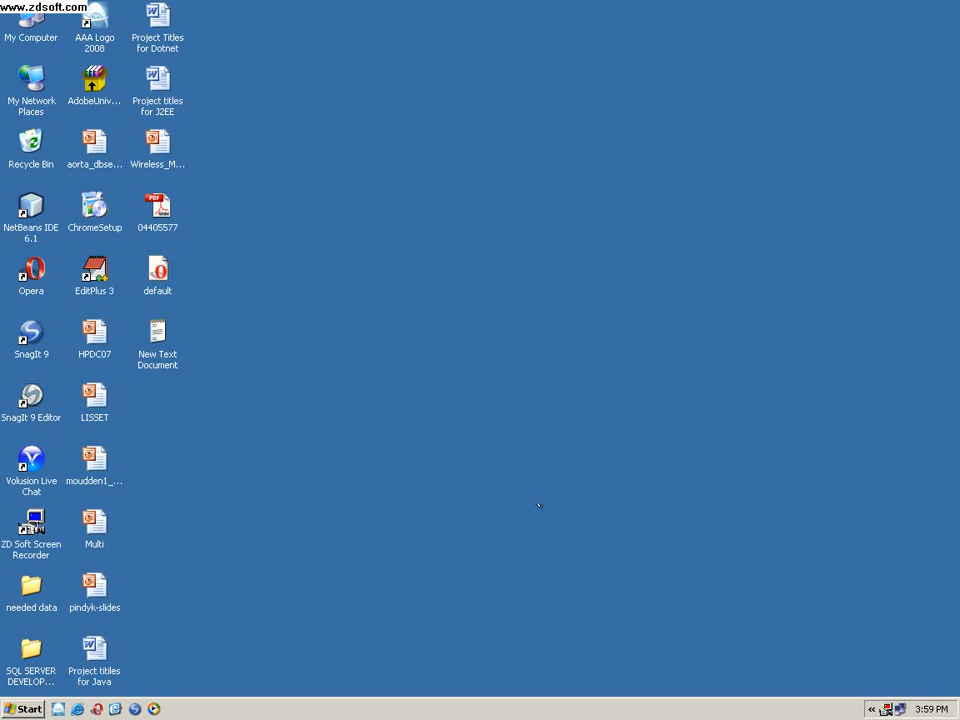 www.zdsoft.com
My Computer
AAA Logo
2008
Project Titles
for Dotnet
My Network
Places
AdobeUniv...
Project titles
for J2EE
Recycle Bin
aorta_dbse...
Wireless_M...
NetBeans IDE
6.1
ChromeSetup
04405577
Opera
EditPlus 3
default
SnagIt 9
HPDC07
New Text
Document
SnagIt 9 Editor
LISSET
Volusion Live
Chat
moudden1_...
ZD Soft Screen
Recorder
Multi
needed data
pindyk-slides
SQL SERVER
DEVELOP...
Project titiles
for Java
Start
3:59 PM